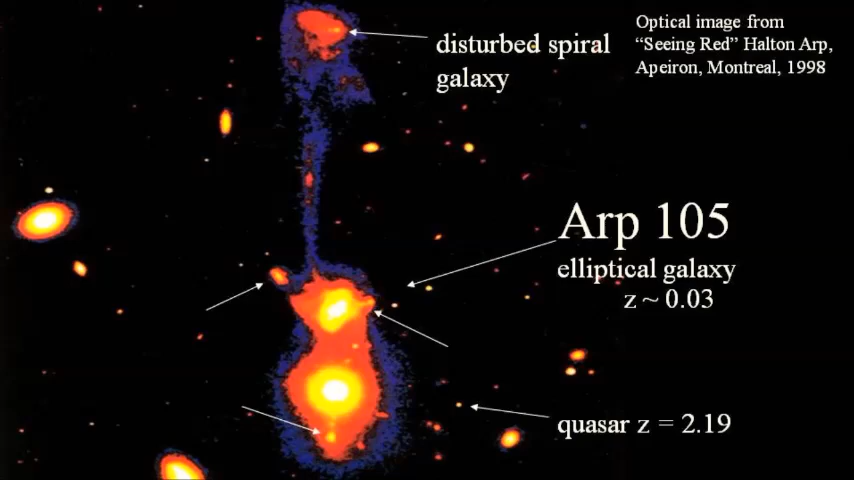 Optical image from
“Seeing Red” Halton Arp,
Apeiron, Montreal, 1998
disturbed spiral
galaxy
Arp 105
elliptical galaxy
z ~ 0.03
quasar z = 2.19